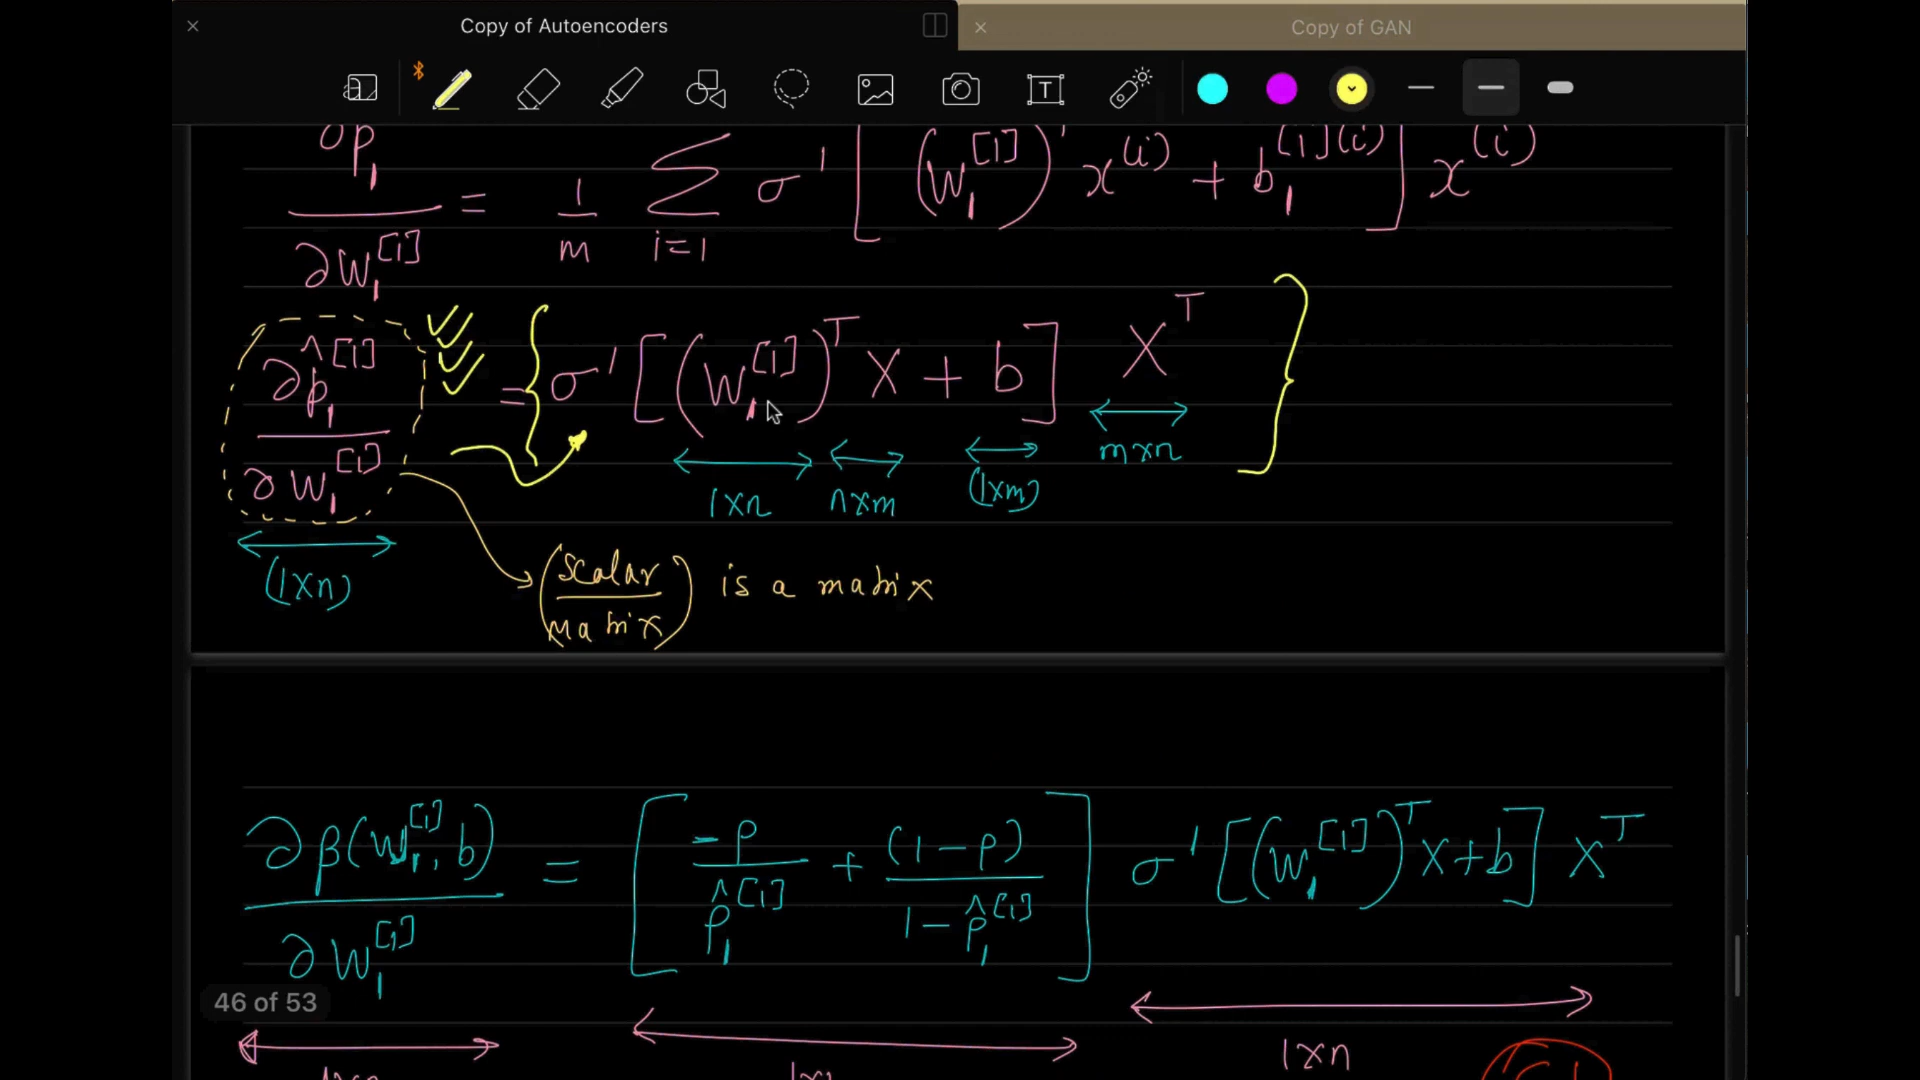 Copy of Autoencoders
Copy of GAN
∂ρ₁ / ∂W₁^[1] = 1/m Σ_{i=1} σ' [ (W₁^[1])' x^(i) + b₁^[1](i) ] x^(i)
∂ρ̂₁^[1] / ∂W₁^[1] = { σ' [ (W₁^[1])^T X + b ] X^T }
1xn nxm (1xm) mxn
(1xn)
(scalar / Matrix) is a matrix
∂β(W₁^[1], b) / ∂W₁^[1] = [ -ρ / ρ̂₁^[1] + (1-ρ) / 1-ρ̂₁^[1] ] σ' [ (W₁^[1])^T X+b ] X^T
46 of 53
1xn